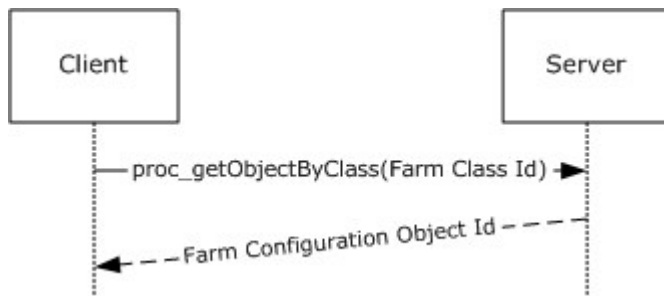 Client
Server
proc_getObjectByClass(Farm Class Id)
Farm Configuration Object Id